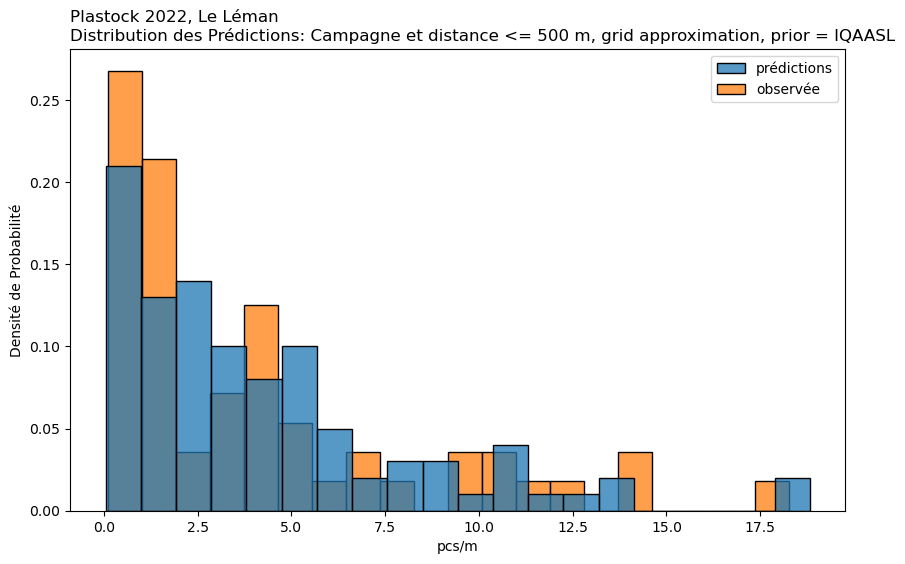 Plastock 2022, Le Léman
Distribution des Prédictions: Campagne et distance <= 500 m, grid approximation, prior = IQAASL
prédictions
observée
Densité de Probabilité
0.25
0.20
0.15
0.10
0.05
0.00
0.0 2.5 5.0 7.5 10.0 12.5 15.0 17.5
pcs/m